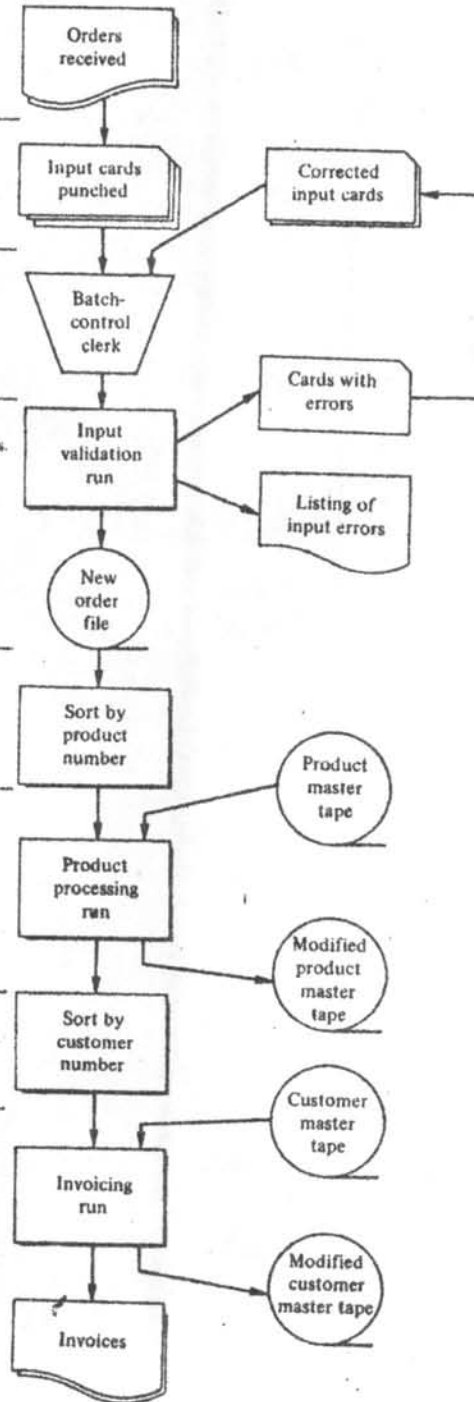 Orders
received
Input cards
punched
Corrected
input cards
Batch-
control
clerk
Input
validation
run
Cards with
errors
Listing of
input errors
New
order
file
Sort by
product
number
Product
master
tape
Product
processing
run
Modified
product
master
tape
Sort by
customer
number
Customer
master
tape
Invoicing
run
Modified
customer
master tape
Invoices